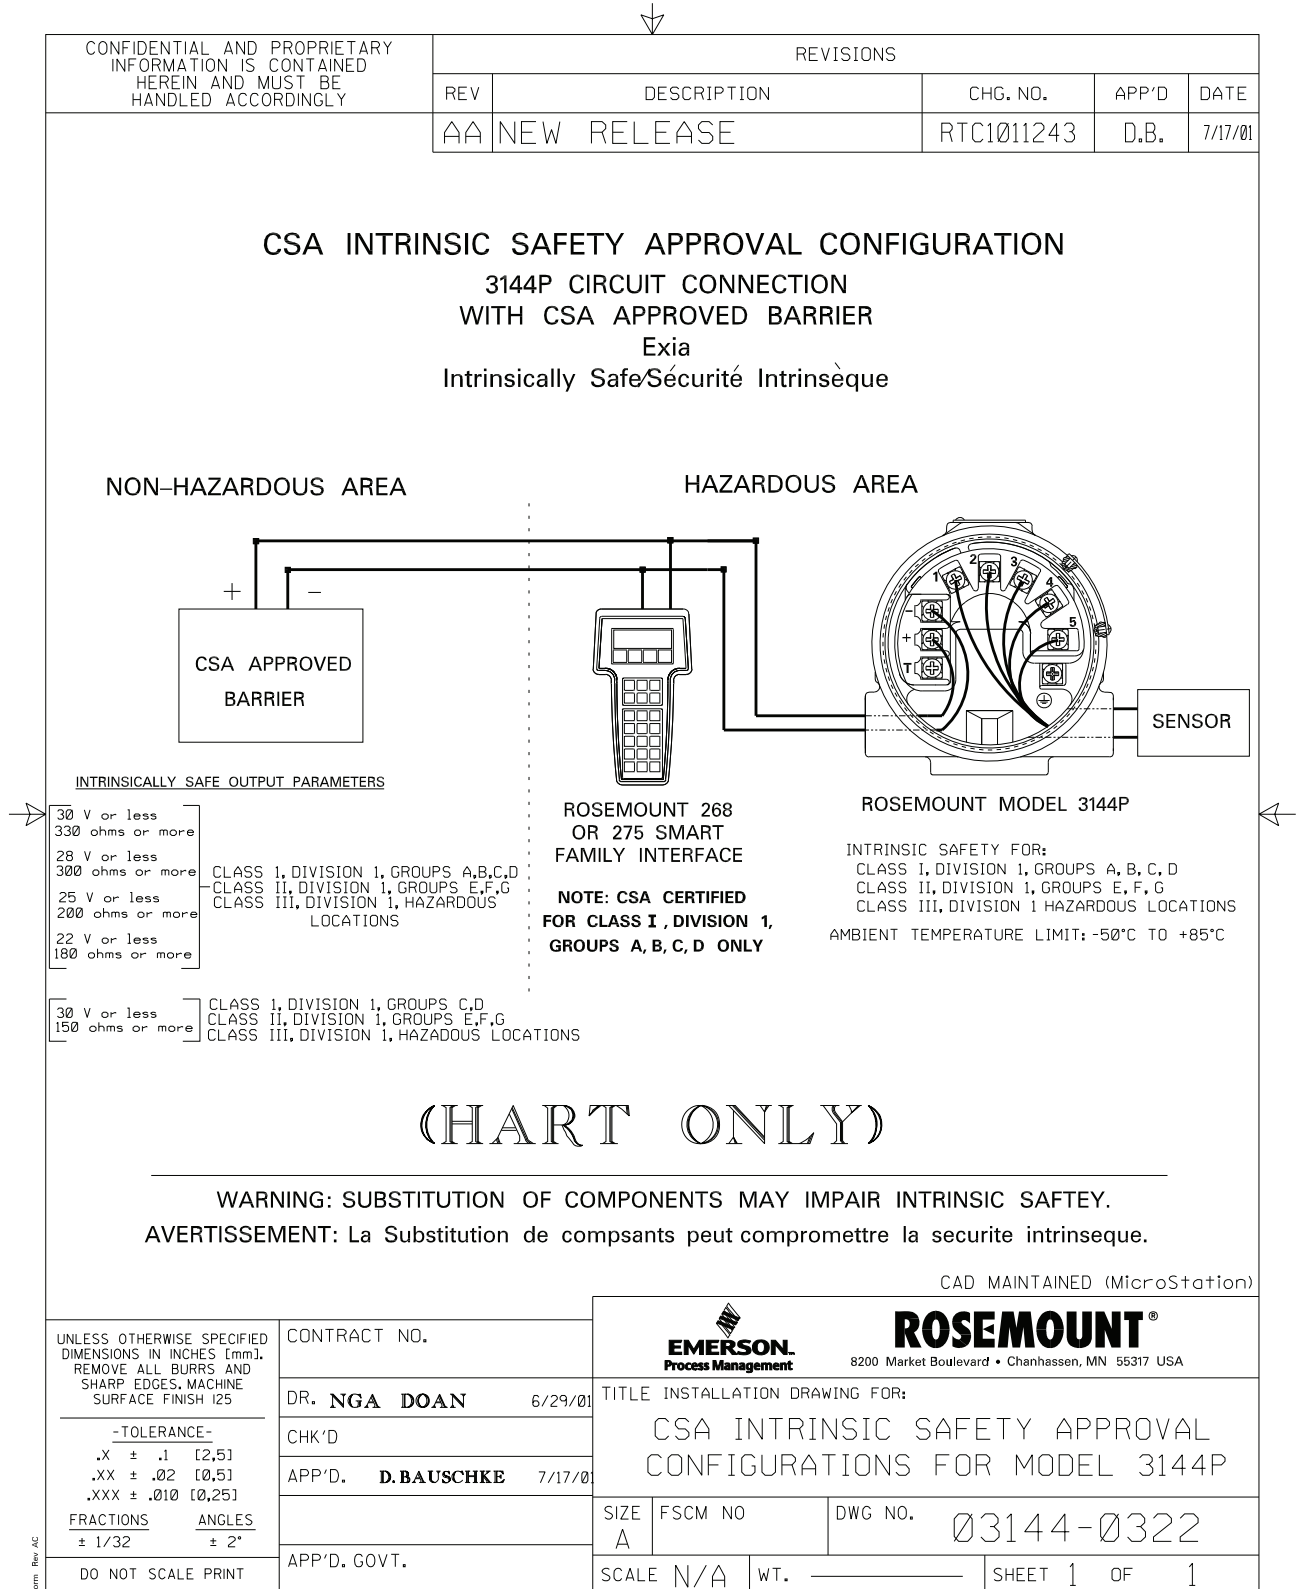 CONFIDENTIAL AND PROPRIETARY
INFORMATION IS CONTAINED
HEREIN AND MUST BE
HANDLED ACCORDINGLY
REVISIONS
REV DESCRIPTION CHG. NO. APP'D DATE
AA NEW RELEASE RTC1011243 D.B. 7/17/01
CSA INTRINSIC SAFETY APPROVAL CONFIGURATION
3144P CIRCUIT CONNECTION
WITH CSA APPROVED BARRIER
Exia
Intrinsically Safe/Sécurité Intrinsèque
NON-HAZARDOUS AREA
HAZARDOUS AREA
+ -
CSA APPROVED
BARRIER
1 2 3 4 5
-
+
T
SENSOR
INTRINSICALLY SAFE OUTPUT PARAMETERS
30 V or less
330 ohms or more
28 V or less
300 ohms or more
25 V or less
200 ohms or more
22 V or less
180 ohms or more
CLASS 1, DIVISION 1, GROUPS A,B,C,D
CLASS II, DIVISION 1, GROUPS E,F,G
CLASS III, DIVISION 1, HAZARDOUS
LOCATIONS
30 V or less
150 ohms or more
CLASS 1, DIVISION 1, GROUPS C,D
CLASS II, DIVISION 1, GROUPS E,F,G
CLASS III, DIVISION 1, HAZADOUS LOCATIONS
ROSEMOUNT 268
OR 275 SMART
FAMILY INTERFACE
NOTE: CSA CERTIFIED
FOR CLASS I , DIVISION 1,
GROUPS A, B, C, D ONLY
ROSEMOUNT MODEL 3144P
INTRINSIC SAFETY FOR:
CLASS I, DIVISION 1, GROUPS A, B, C, D
CLASS II, DIVISION 1, GROUPS E, F, G
CLASS III, DIVISION 1 HAZARDOUS LOCATIONS
AMBIENT TEMPERATURE LIMIT: -50°C TO +85°C
(HART ONLY)
WARNING: SUBSTITUTION OF COMPONENTS MAY IMPAIR INTRINSIC SAFTEY.
AVERTISSEMENT: La Substitution de compsants peut compromettre la securite intrinseque.
CAD MAINTAINED (MicroStation)
UNLESS OTHERWISE SPECIFIED
DIMENSIONS IN INCHES [mm].
REMOVE ALL BURRS AND
SHARP EDGES. MACHINE
SURFACE FINISH 125
-TOLERANCE-
.X ± .1 [2,5]
.XX ± .02 [0,5]
.XXX ± .010 [0,25]
FRACTIONS ANGLES
± 1/32 ± 2°
DO NOT SCALE PRINT
Rev AC
CONTRACT NO.
DR. NGA DOAN 6/29/01
CHK'D
APP'D. D. BAUSCHKE 7/17/01
APP'D. GOVT.
EMERSON™
Process Management
ROSEMOUNT®
8200 Market Boulevard • Chanhassen, MN 55317 USA
TITLE INSTALLATION DRAWING FOR:
CSA INTRINSIC SAFETY APPROVAL
CONFIGURATIONS FOR MODEL 3144P
SIZE A FSCM NO DWG NO. 03144-0322
SCALE N/A WT. SHEET 1 OF 1